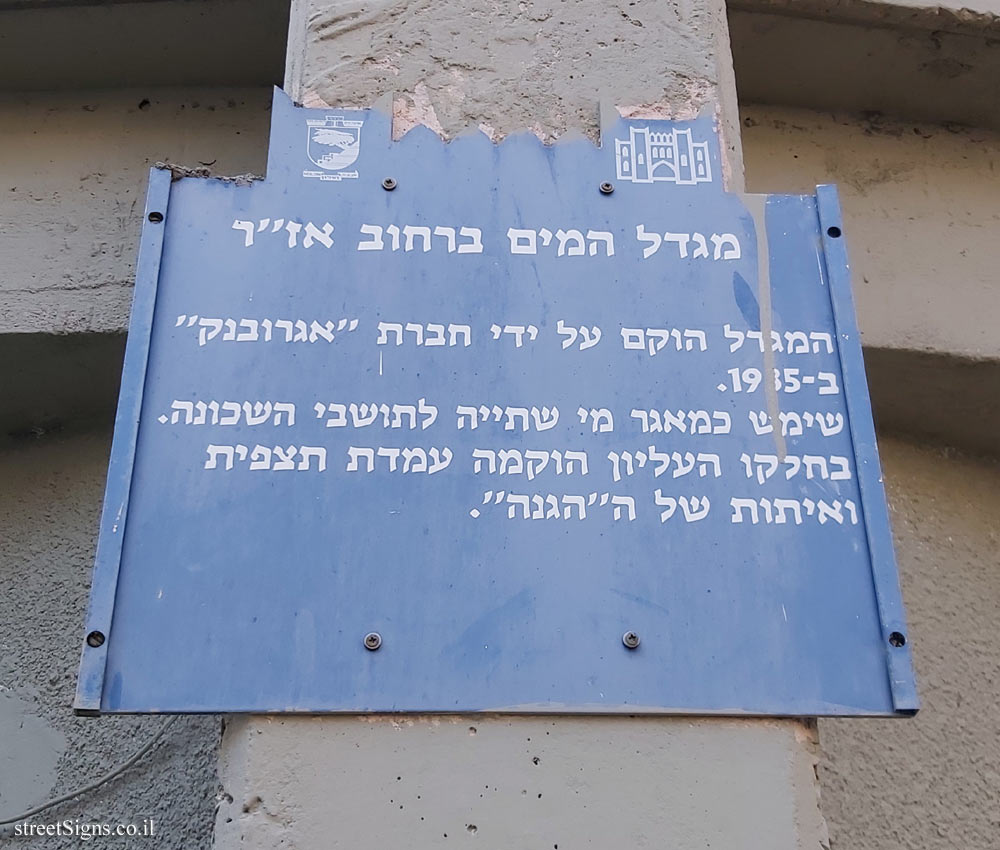 מגדל המים ברחוב אז״ך
המגדל הוקם על ידי חברת ״אגרובנק״
ב-1935.
שימש כמאגר מי שתייה לתושבי השכונה.
בחלקו העליון הוקמה עמדת תצפית
ואיתות של ה״הגנה״.
streetSigns.co.il